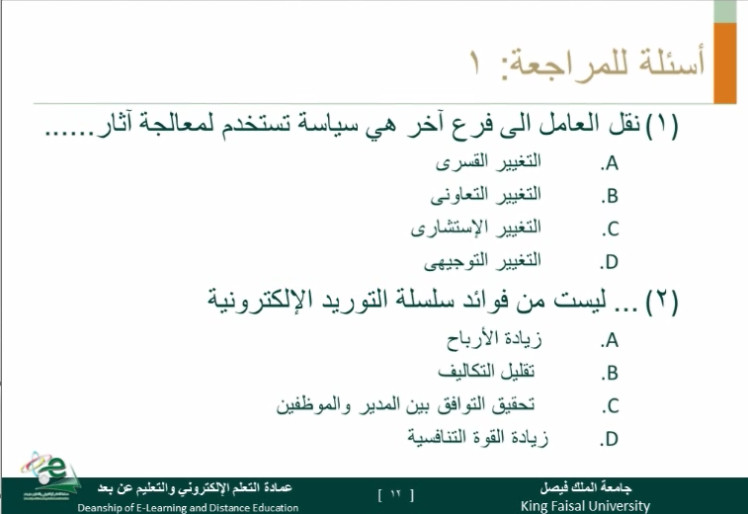 أسئلة للمراجعة: ١
(١) نقل العامل الى فرع آخر هي سياسة تستخدم لمعالجة آثار......
A. التغيير القسرى
B. التغيير التعاونى
C. التغيير الإستشارى
D. التغيير التوجيهى
(٢) ... ليست من فوائد سلسلة التوريد الإلكترونية
A. زيادة الأرباح
B. تقليل التكاليف
C. تحقيق التوافق بين المدير والموظفين
D. زيادة القوة التنافسية
جامعة الملك فيصل
King Faisal University
[ ١٢ ]
عمادة التعلم الإلكتروني والتعليم عن بعد
Deanship of E-Learning and Distance Education